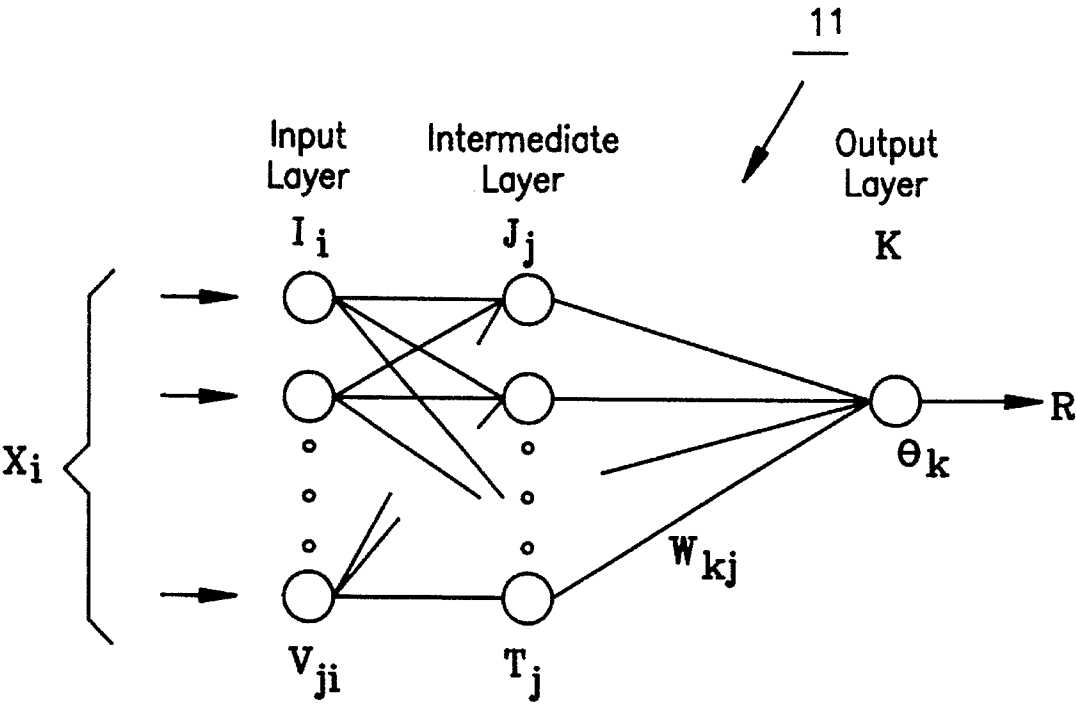 11
Input
Layer
Intermediate
Layer
Output
Layer
I i
J j
K
X i
R
θ k
W kj
V ji
T j